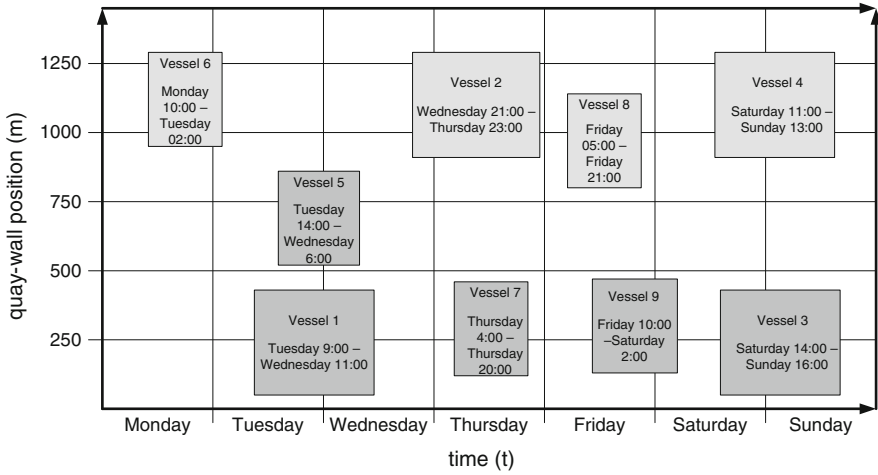 quay-wall position (m)
1250
1000
750
500
250
Vessel 6
Monday
10:00 –
Tuesday
02:00
Vessel 5
Tuesday
14:00 –
Wednesday
6:00
Vessel 1
Tuesday 9:00 –
Wednesday 11:00
Vessel 2
Wednesday 21:00 –
Thursday 23:00
Vessel 7
Thursday
4:00 –
Thursday
20:00
Vessel 8
Friday
05:00 –
Friday
21:00
Vessel 9
Friday 10:00
–Saturday
2:00
Vessel 4
Saturday 11:00 –
Sunday 13:00
Vessel 3
Saturday 14:00 –
Sunday 16:00
Monday Tuesday Wednesday Thursday Friday Saturday Sunday
time (t)